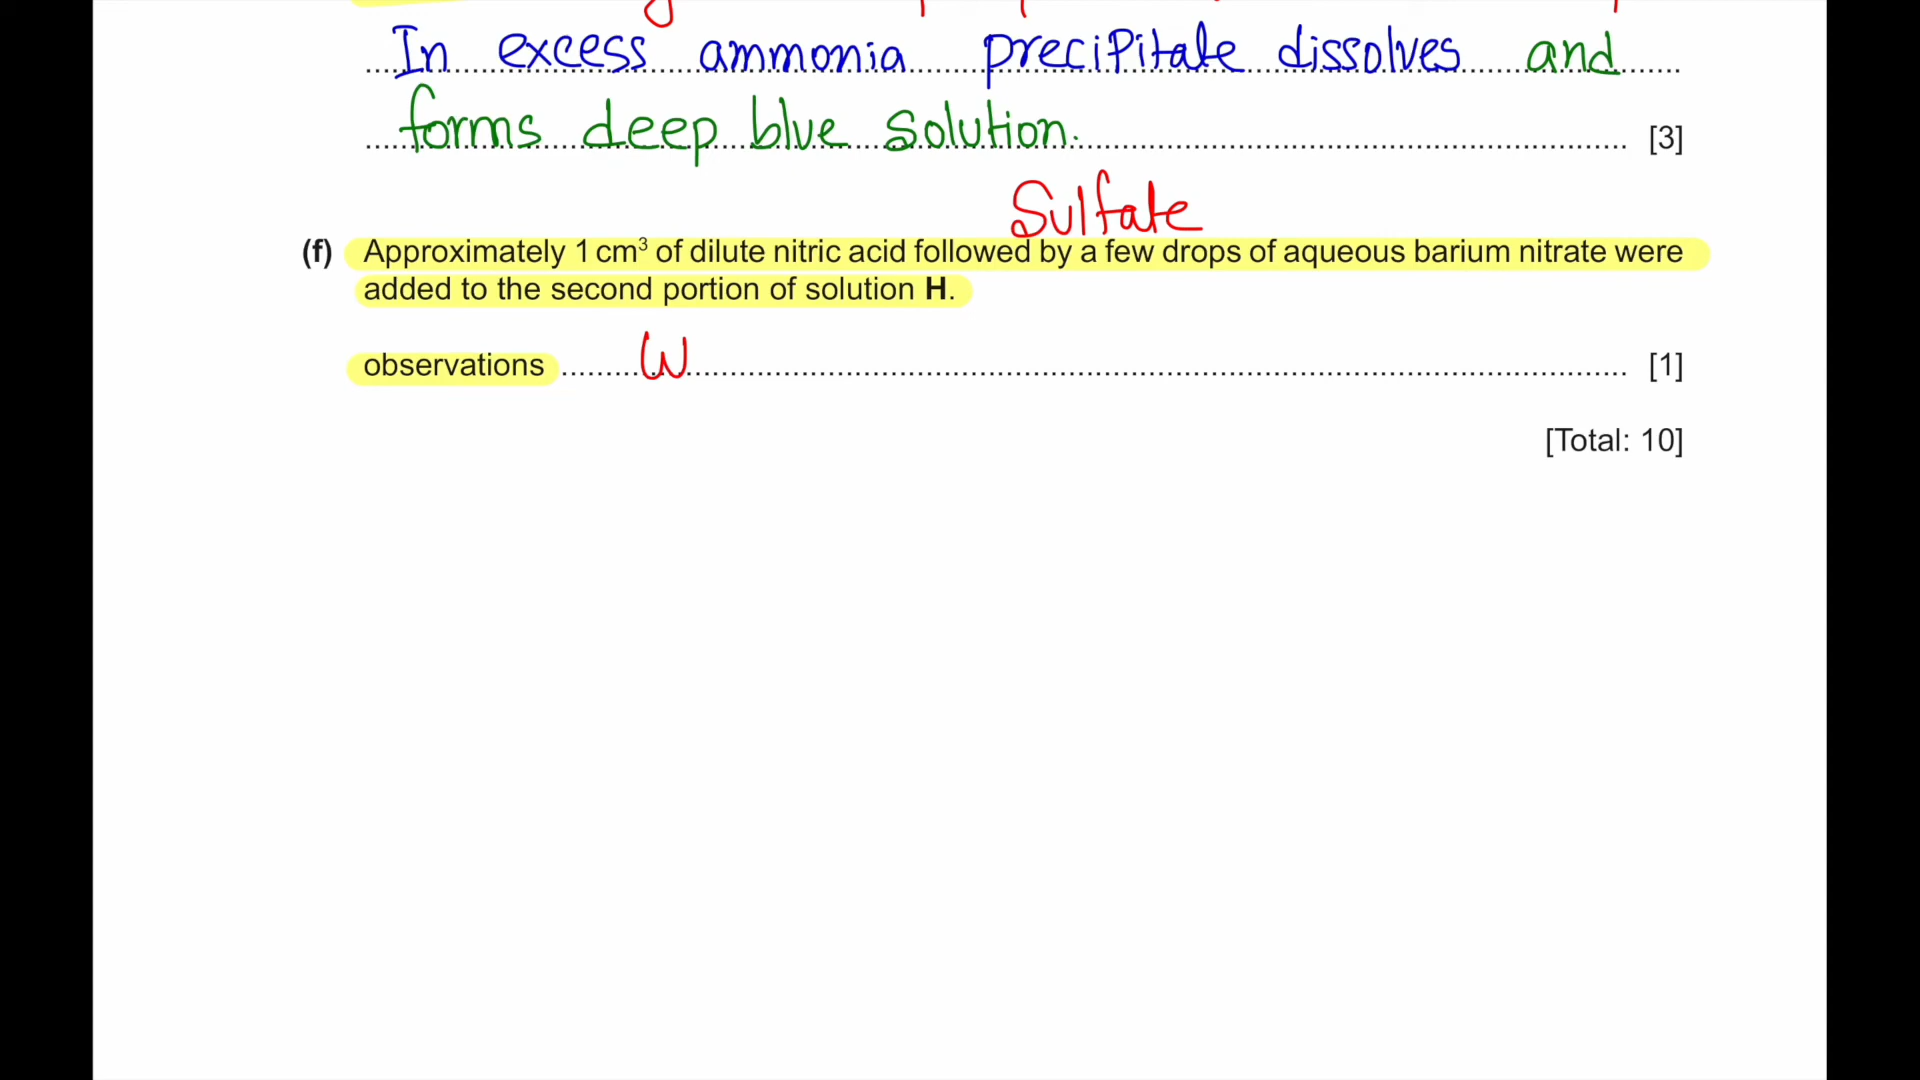 In excess ammonia precipitate dissolves and
forms deep blue solution. [3]
Sulfate
(f) Approximately 1 cm³ of dilute nitric acid followed by a few drops of aqueous barium nitrate were
added to the second portion of solution H.
observations W [1]
[Total: 10]